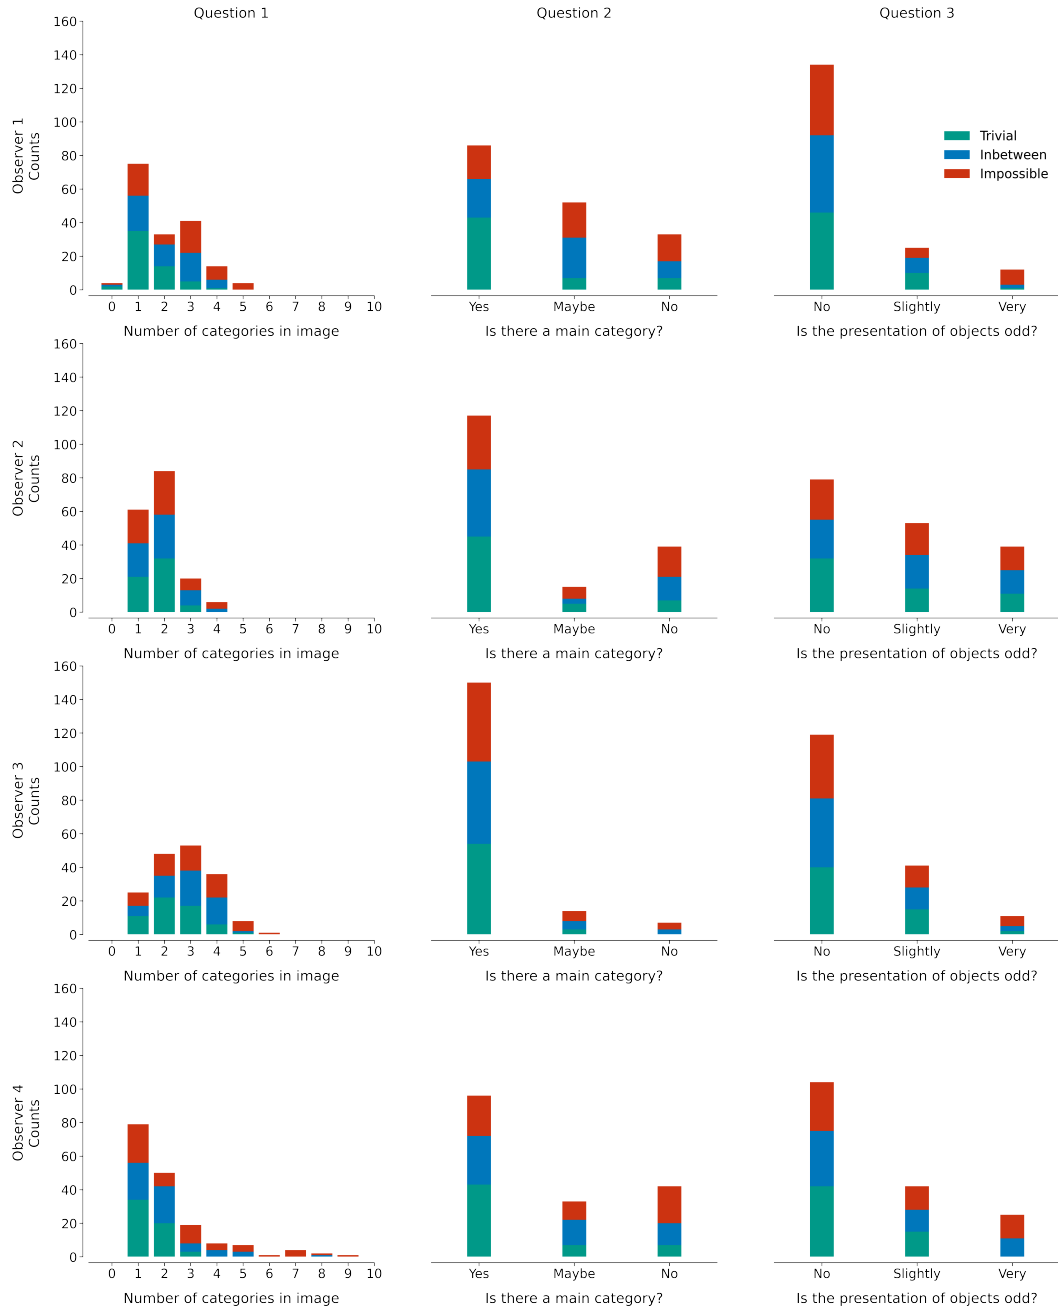 Question 1
Question 2
Question 3
Observer 1
Counts
160
140
120
100
80
60
40
20
0
0 1 2 3 4 5 6 7 8 9 10
Number of categories in image
Yes Maybe No
Is there a main category?
No Slightly Very
Is the presentation of objects odd?
Trivial
Inbetween
Impossible
Observer 2
Counts
160
140
120
100
80
60
40
20
0
0 1 2 3 4 5 6 7 8 9 10
Number of categories in image
Yes Maybe No
Is there a main category?
No Slightly Very
Is the presentation of objects odd?
Observer 3
Counts
160
140
120
100
80
60
40
20
0
0 1 2 3 4 5 6 7 8 9 10
Number of categories in image
Yes Maybe No
Is there a main category?
No Slightly Very
Is the presentation of objects odd?
Observer 4
Counts
160
140
120
100
80
60
40
20
0
0 1 2 3 4 5 6 7 8 9 10
Number of categories in image
Yes Maybe No
Is there a main category?
No Slightly Very
Is the presentation of objects odd?